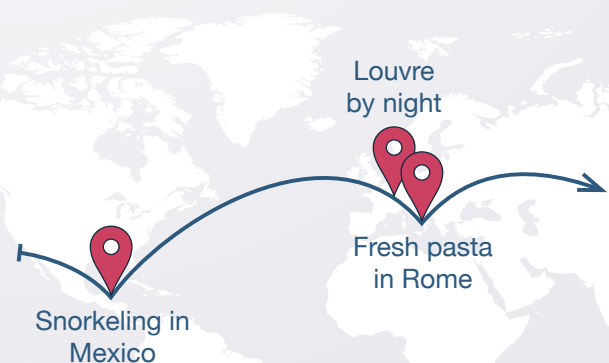 Louvre
by night
Fresh pasta
in Rome
Snorkeling in
Mexico